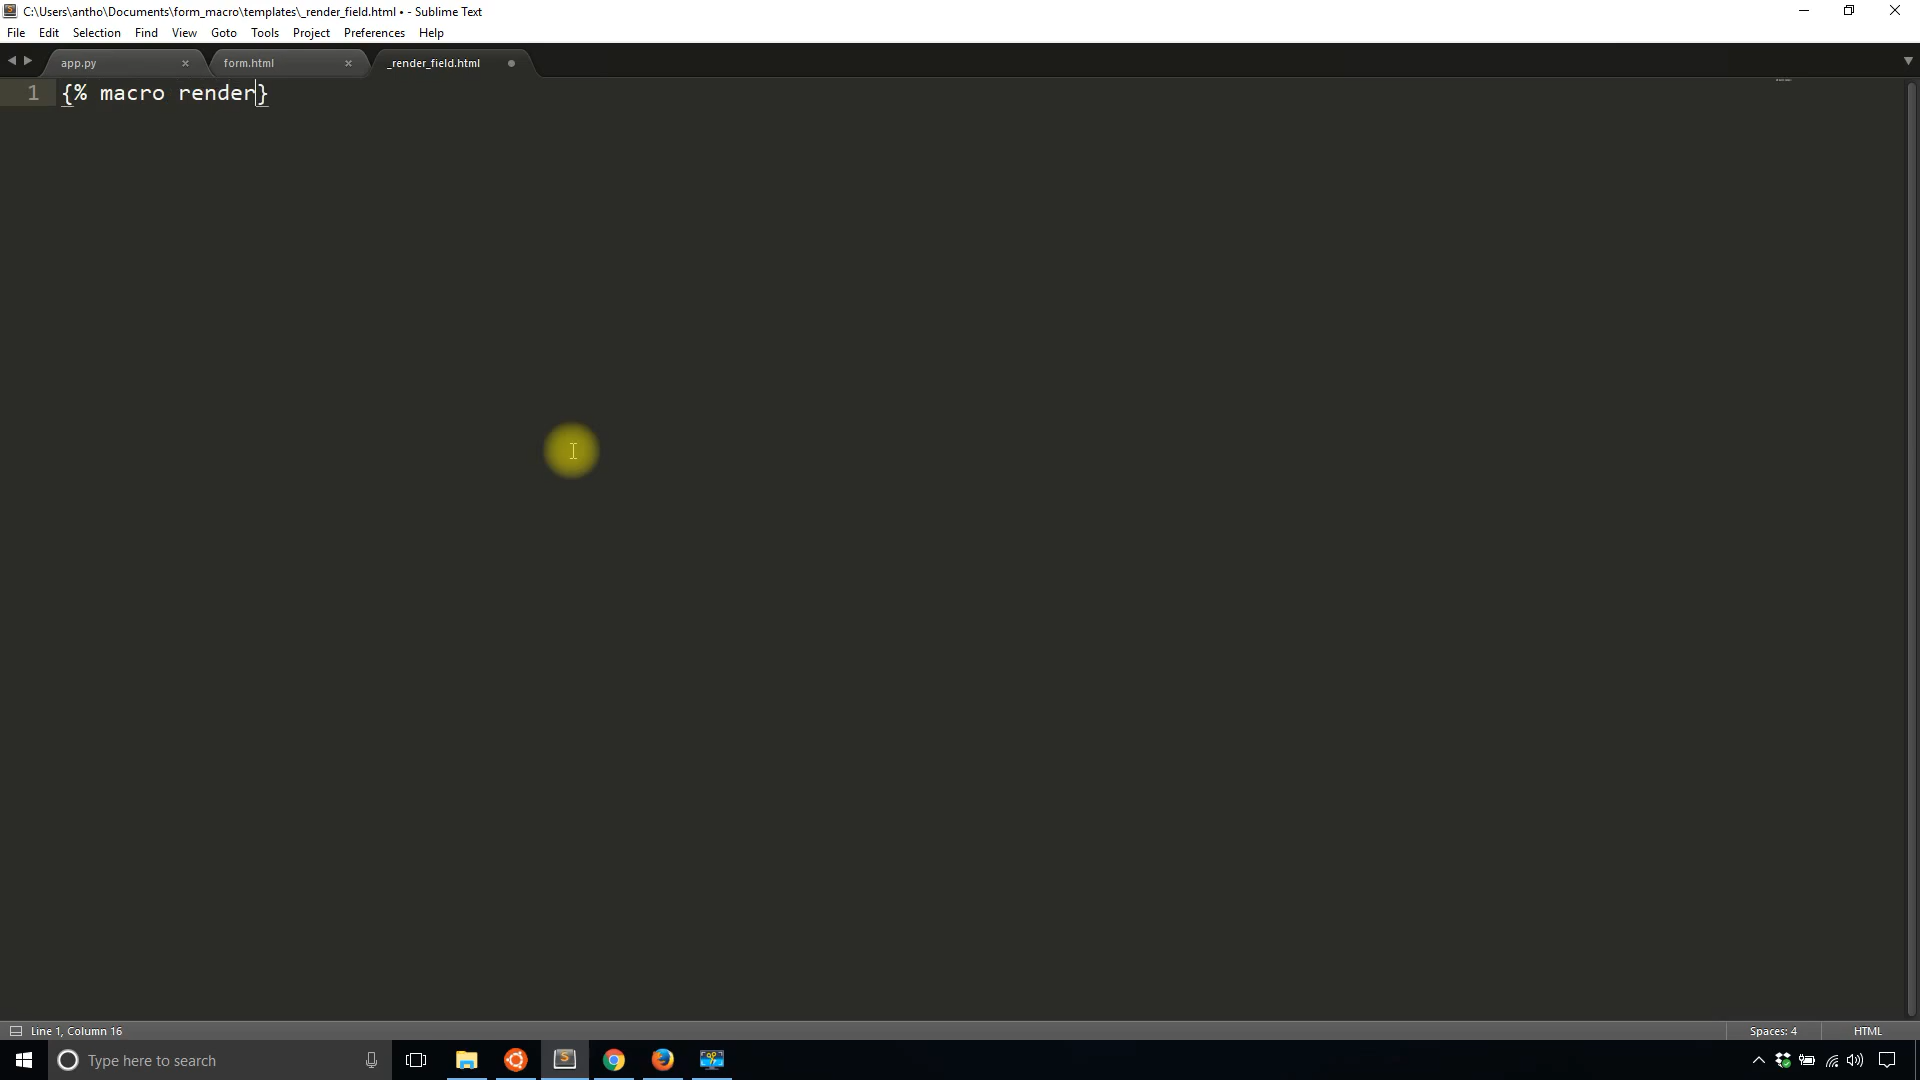 C:\Users\antho\Documents\form_macro\templates\_render_field.html • - Sublime Text
File Edit Selection Find View Goto Tools Project Preferences Help
app.py form.html _render_field.html
1 {% macro render}
Line 1, Column 16 Spaces: 4 HTML
Type here to search